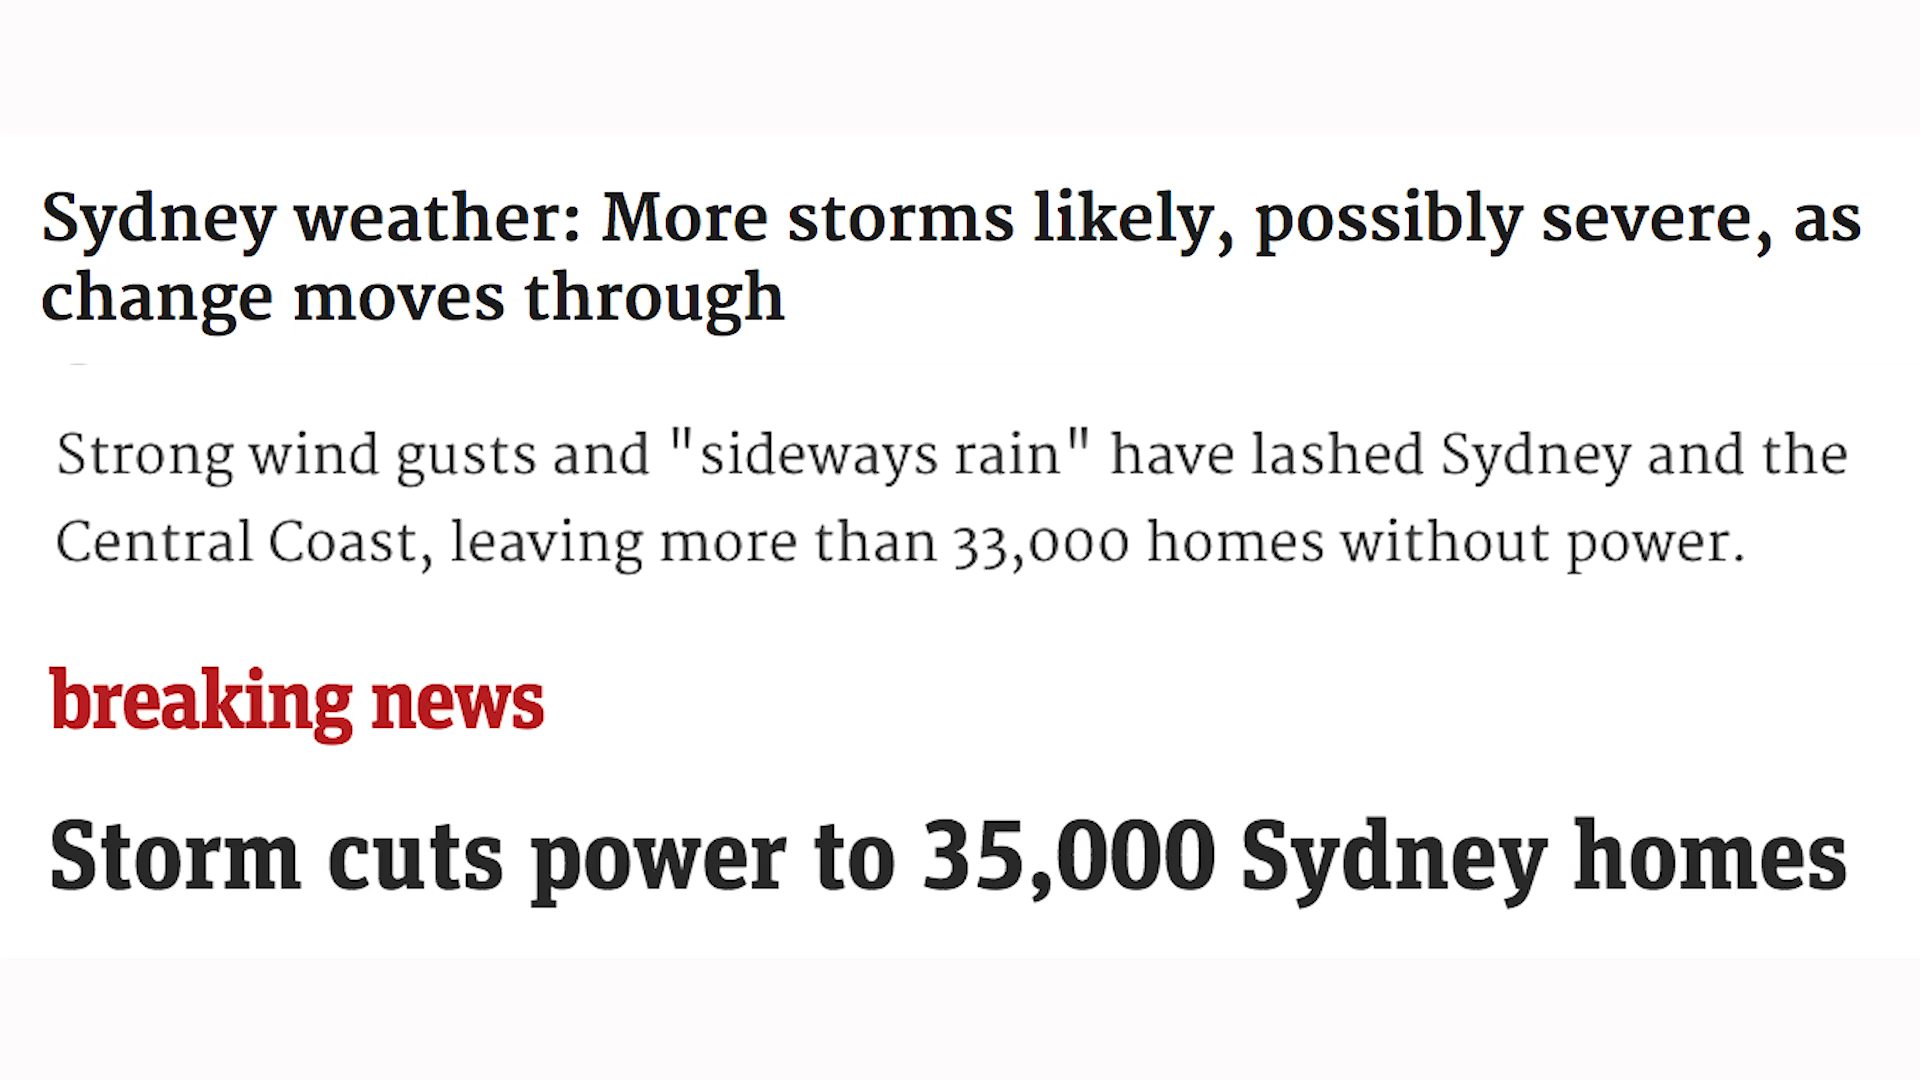 Sydney weather: More storms likely, possibly severe, as
change moves through
Strong wind gusts and "sideways rain" have lashed Sydney and the
Central Coast, leaving more than 33,000 homes without power.
breaking news
Storm cuts power to 35,000 Sydney homes